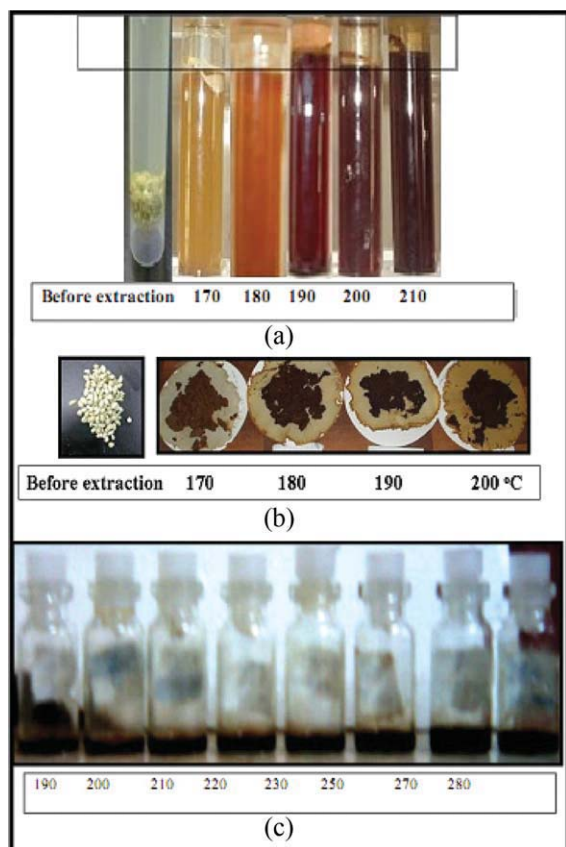 Before extraction 170 180 190 200 210
(a)
Before extraction 170 180 190 200 °C
(b)
190 200 210 220 230 250 270 280
(c)